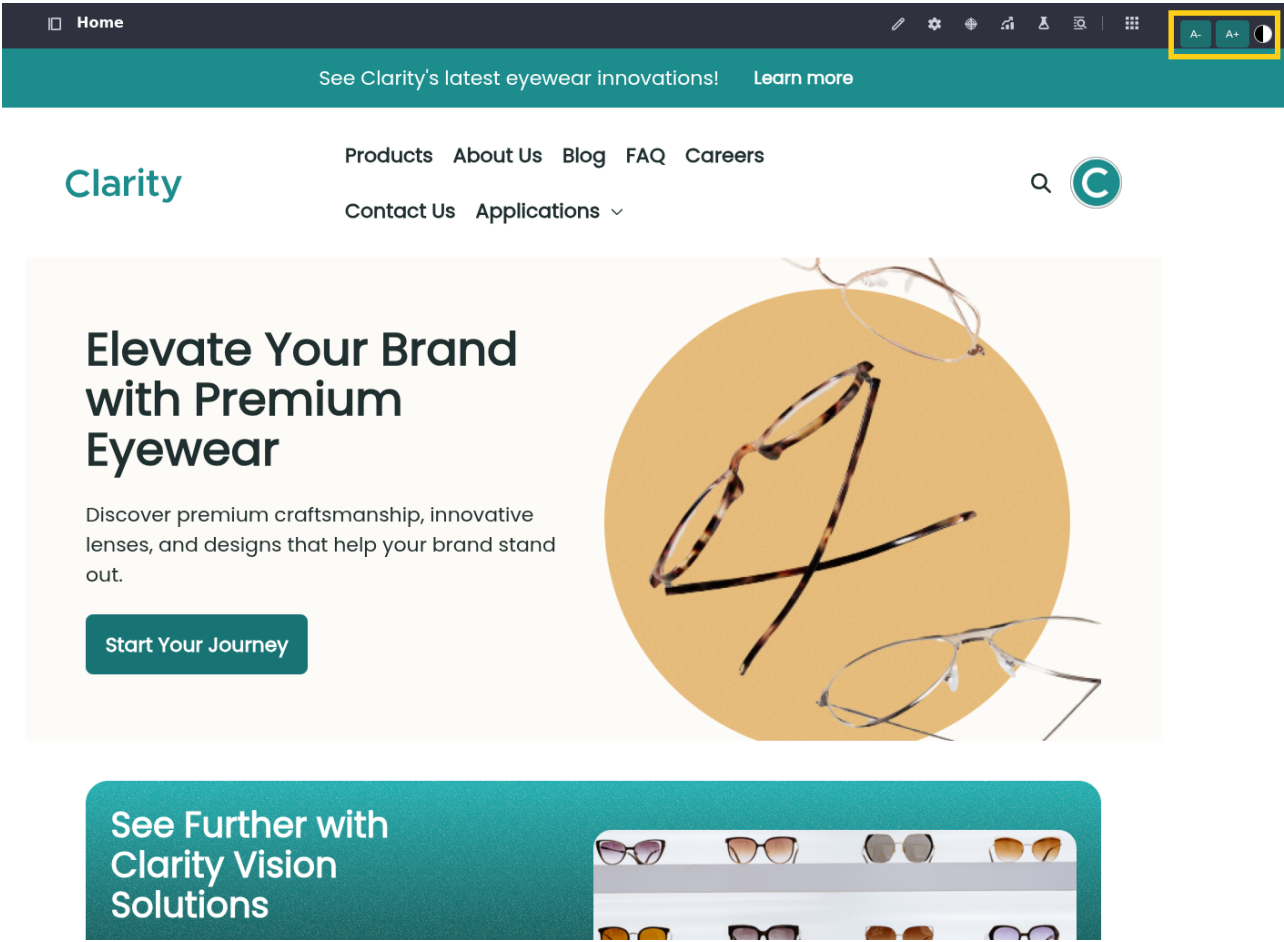 Home
A- A+
See Clarity's latest eyewear innovations! Learn more
Clarity
Products About Us Blog FAQ Careers
Contact Us Applications
C
Elevate Your Brand
with Premium
Eyewear
Discover premium craftsmanship, innovative
lenses, and designs that help your brand stand
out.
Start Your Journey
See Further with
Clarity Vision
Solutions